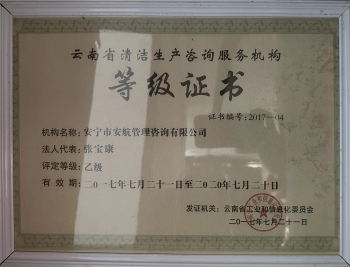 云南省清洁生产咨询服务机构
等级证书
证书编号:2017—04
机构名称:安宁市安航管理咨询有限公司
法人代表:张宝康
评定等级:乙级
有效期:二〇一七年七月二十一日至二〇二〇年七月二十日
发证机关:云南省工业和信息化委员会
二〇一七年七月二十一日